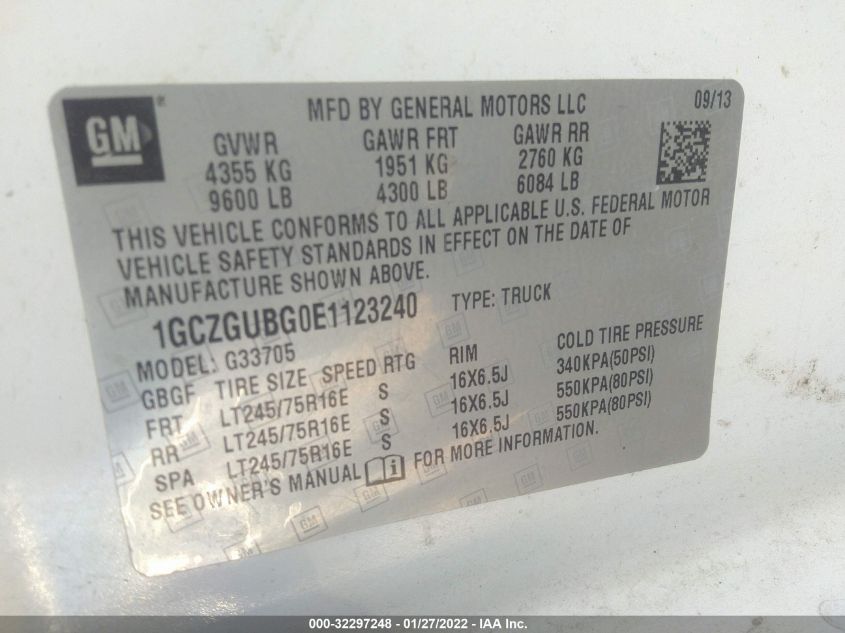 GM ®
MFD BY GENERAL MOTORS LLC 09/13
GVWR GAWR FRT GAWR RR
4355 KG 1951 KG 2760 KG
9600 LB 4300 LB 6084 LB
THIS VEHICLE CONFORMS TO ALL APPLICABLE U.S. FEDERAL MOTOR
VEHICLE SAFETY STANDARDS IN EFFECT ON THE DATE OF
MANUFACTURE SHOWN ABOVE.
1GCZGUBG0E1123240 TYPE: TRUCK
MODEL: G33705
GBGF TIRE SIZE SPEED RTG RIM COLD TIRE PRESSURE
FRT LT245/75R16E S 16X6.5J 340KPA(50PSI)
RR LT245/75R16E S 16X6.5J 550KPA(80PSI)
SPA LT245/75R16E S 16X6.5J 550KPA(80PSI)
SEE OWNER'S MANUAL i FOR MORE INFORMATION.
000-32297248 - 01/27/2022 - IAA Inc.